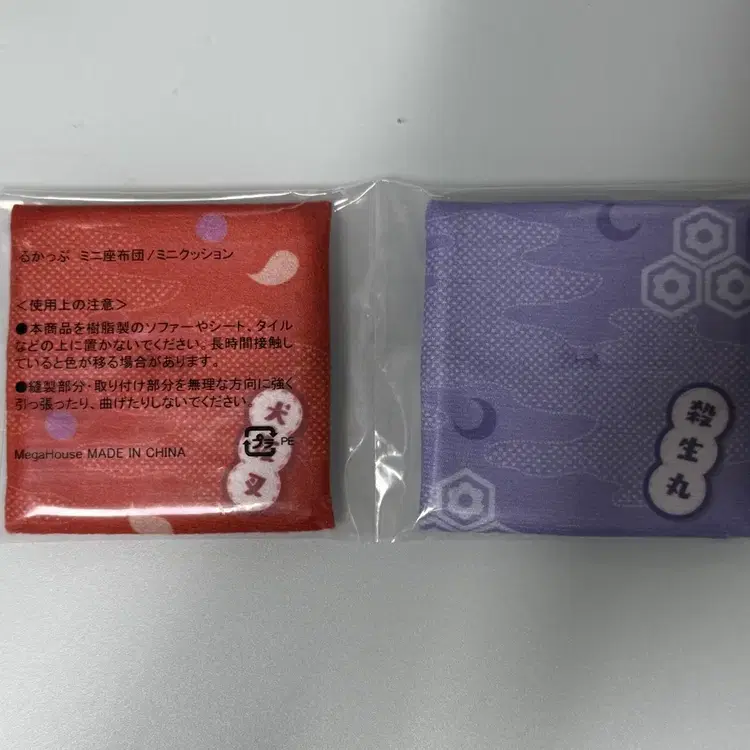 るかっぷ ミニ座布団/ミニクッション
<使用上の注意>
●本商品を樹脂製のソファーやシート、タイル
などの上に置かないでください。長時間接触し
ていると色が移る場合があります。
●縫製部分・取り付け部分を無理な方向に強く
引っ張ったり、曲げたりしないでください。
MegaHouse MADE IN CHINA
プラ PE
犬
叉
殺
生
丸